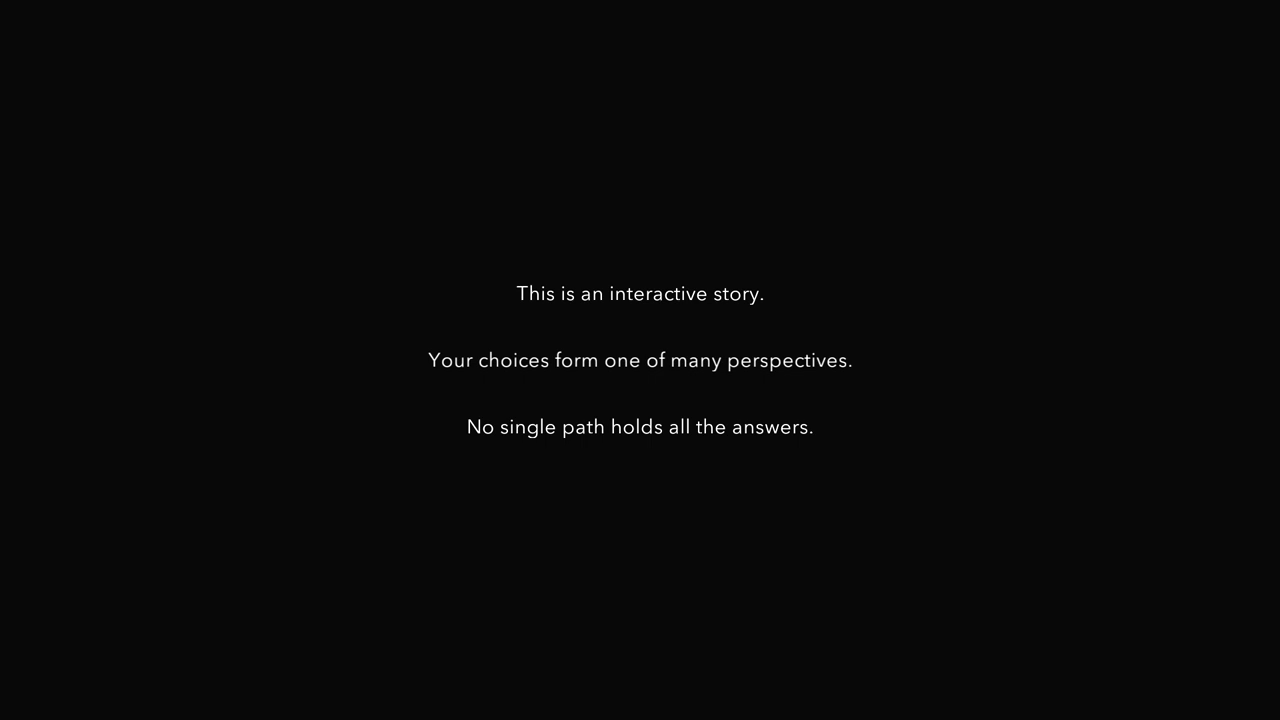 This is an interactive story.
Your choices form one of many perspectives.
No single path holds all the answers.